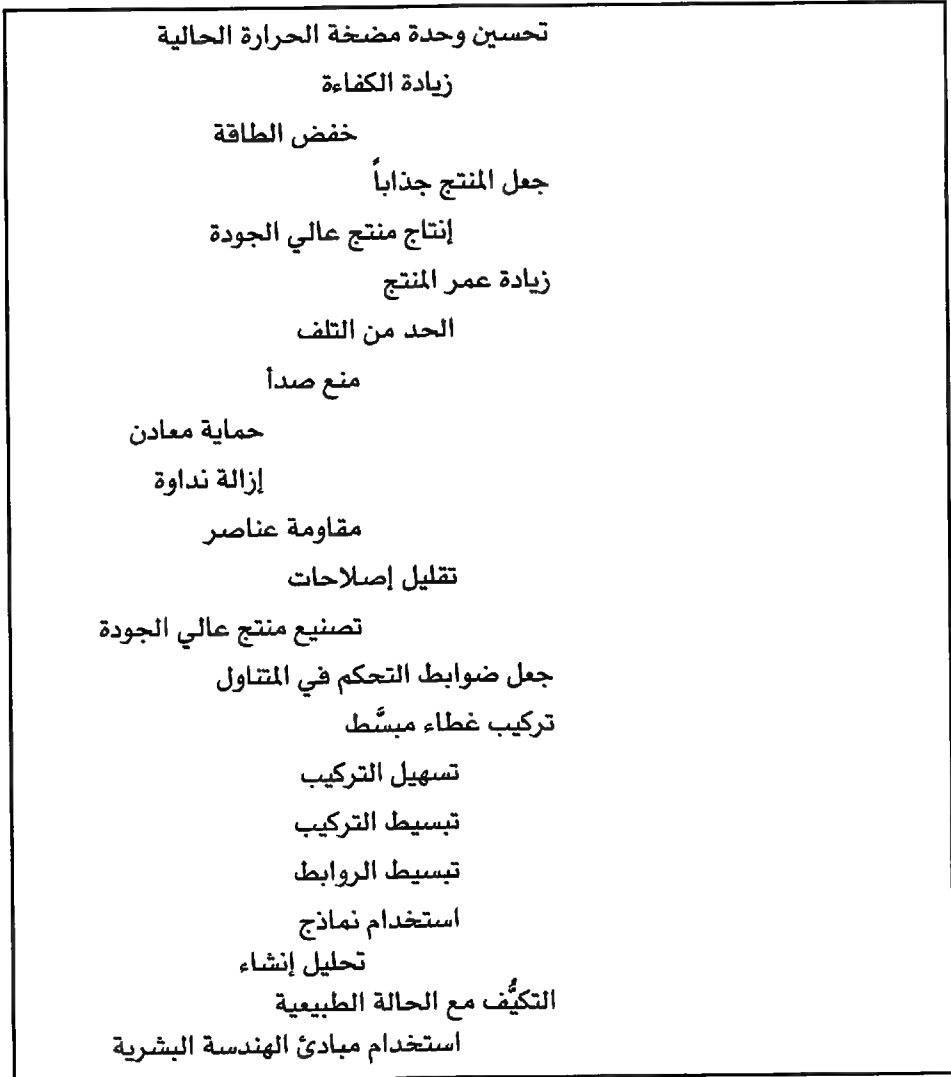 تحسين وحدة مضخة الحرارة الحالية
زيادة الكفاءة
خفض الطاقة
جعل المنتج جذاباً
إنتاج منتج عالي الجودة
زيادة عمر المنتج
الحد من التلف
منع صدأ
حماية معادن
إزالة نداوة
مقاومة عناصر
تقليل إصلاحات
تصنيع منتج عالي الجودة
جعل ضوابط التحكم في المتناول
تركيب غطاء مبسَّط
تسهيل التركيب
تبسيط التركيب
تبسيط الروابط
استخدام نماذج
تحليل إنشاء
التكيُّف مع الحالة الطبيعية
استخدام مبادئ الهندسة البشرية